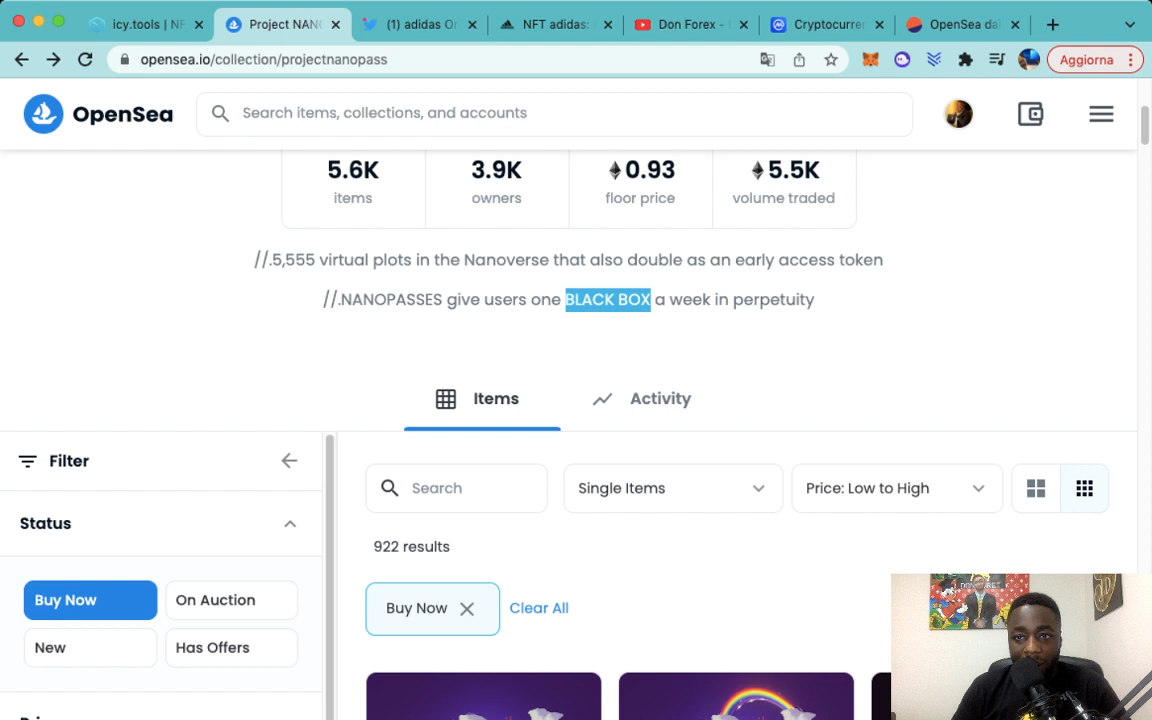 icy.tools | NF
Project NAN
(1) adidas Or
NFT adidas:
Don Forex -
Cryptocurre
OpenSea da
opensea.io/collection/projectnanopass
Aggiorna
OpenSea
Search items, collections, and accounts
5.6K
3.9K
0.93
5.5K
items
owners
floor price
volume traded
//.5,555 virtual plots in the Nanoverse that also double as an early access token
//.NANOPASSES give users one BLACK BOX a week in perpetuity
Items
Activity
Filter
Search
Single Items
Price: Low to High
Status
922 results
Buy Now
On Auction
Buy Now
Clear All
New
Has Offers